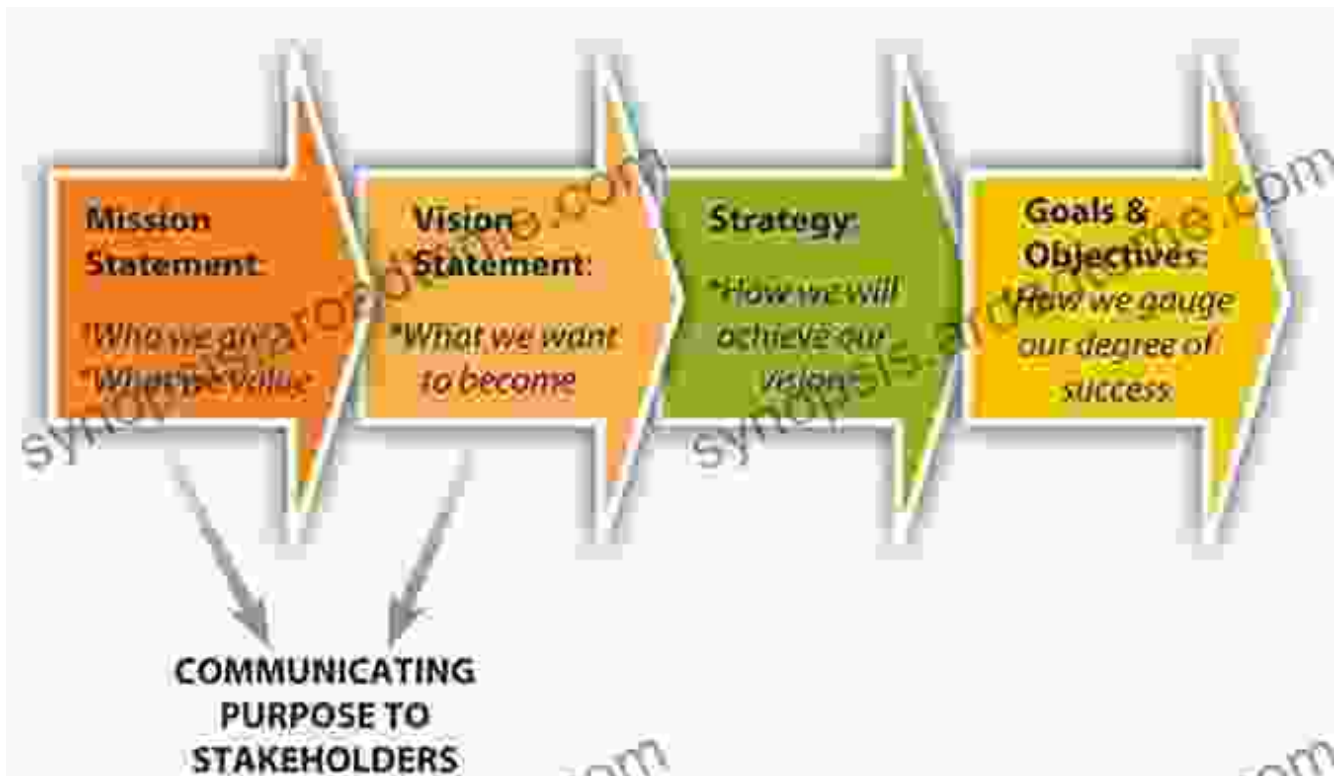 Mission
Statement:
*Who we are
*What we value
Vision
Statement:
*What we want
to become
Strategy:
*How we will
achieve our
vision*
Goals &
Objectives:
*How we gauge
our degree of
success
COMMUNICATING
PURPOSE TO
STAKEHOLDERS